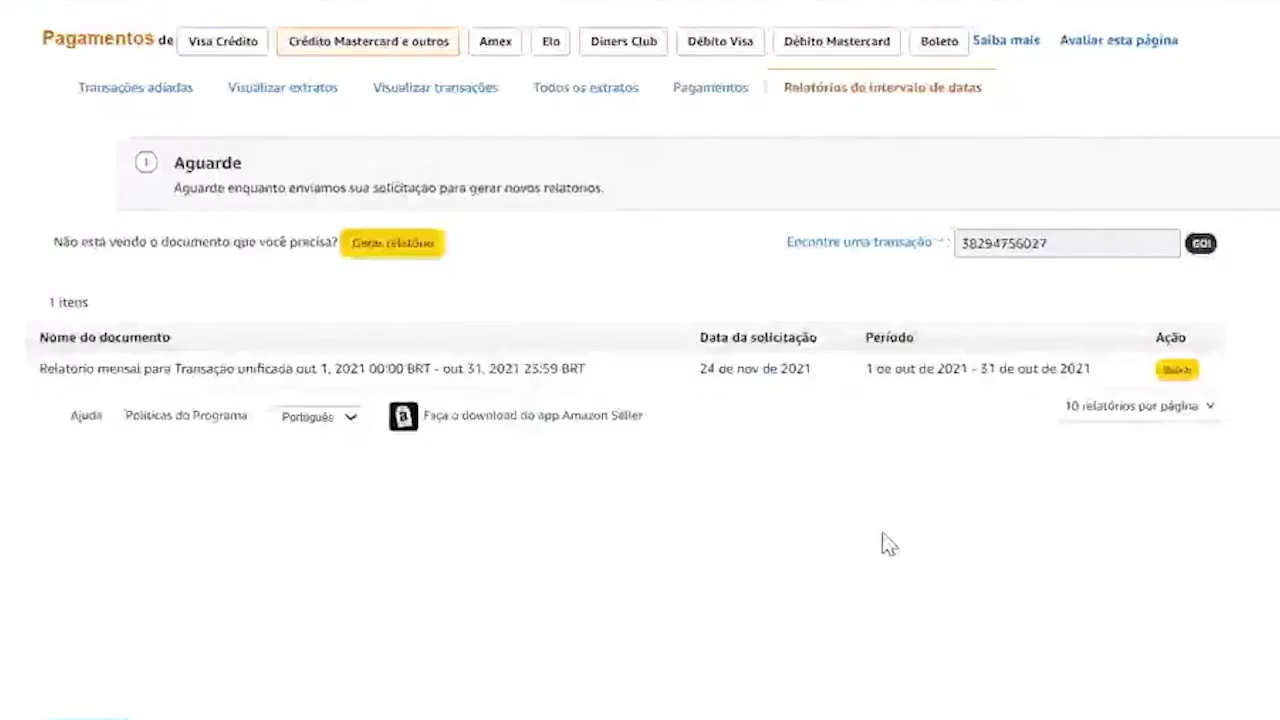 Pagamentos de Visa Crédito Crédito Mastercard e outros Amex Elo Diners Club Débito Visa Débito Mastercard Boleto Saiba mais Avaliar esta página
Transações adiadas Visualizar extratos Visualizar transações Todos os extratos Pagamentos Relatórios de intervalo de datas
Aguarde
Aguarde enquanto enviamos sua solicitação para gerar novos relatórios.
Não está vendo o documento que você precisa? Gerar relatório Encontre uma transação : 38294756027 GO!
1 itens
Nome do documento Data da solicitação Período Ação
Relatório mensal para Transação unificada out 1, 2021 00:00 BRT - out 31, 2021 23:59 BRT 24 de nov de 2021 1 de out de 2021 - 31 de out de 2021 Baixar
10 relatórios por página
Ajuda Políticas do Programa Português a Faça o download do app Amazon Seller